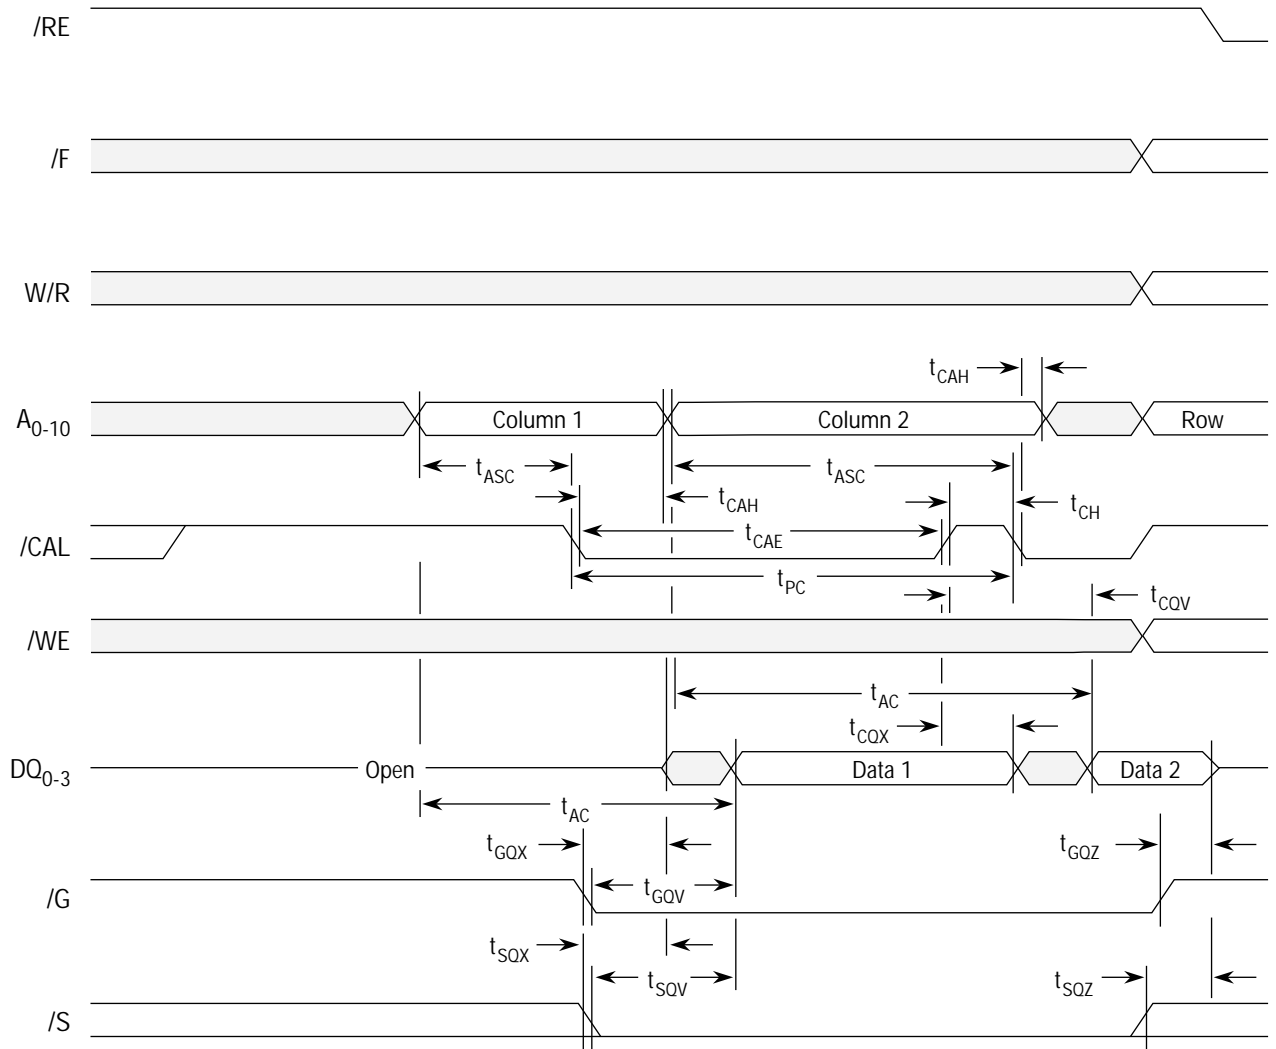 /RE
/F
W/R
tCAH
A0-10 Column 1 Column 2 Row
tASC tASC
tCAH tCH
/CAL tCAE
tPC
tCQV
/WE
tAC
tCQX
DQ0-3 Open Data 1 Data 2
tAC
tGQX tGQZ
/G tGQV
tSQX
tSQV tSQZ
/S